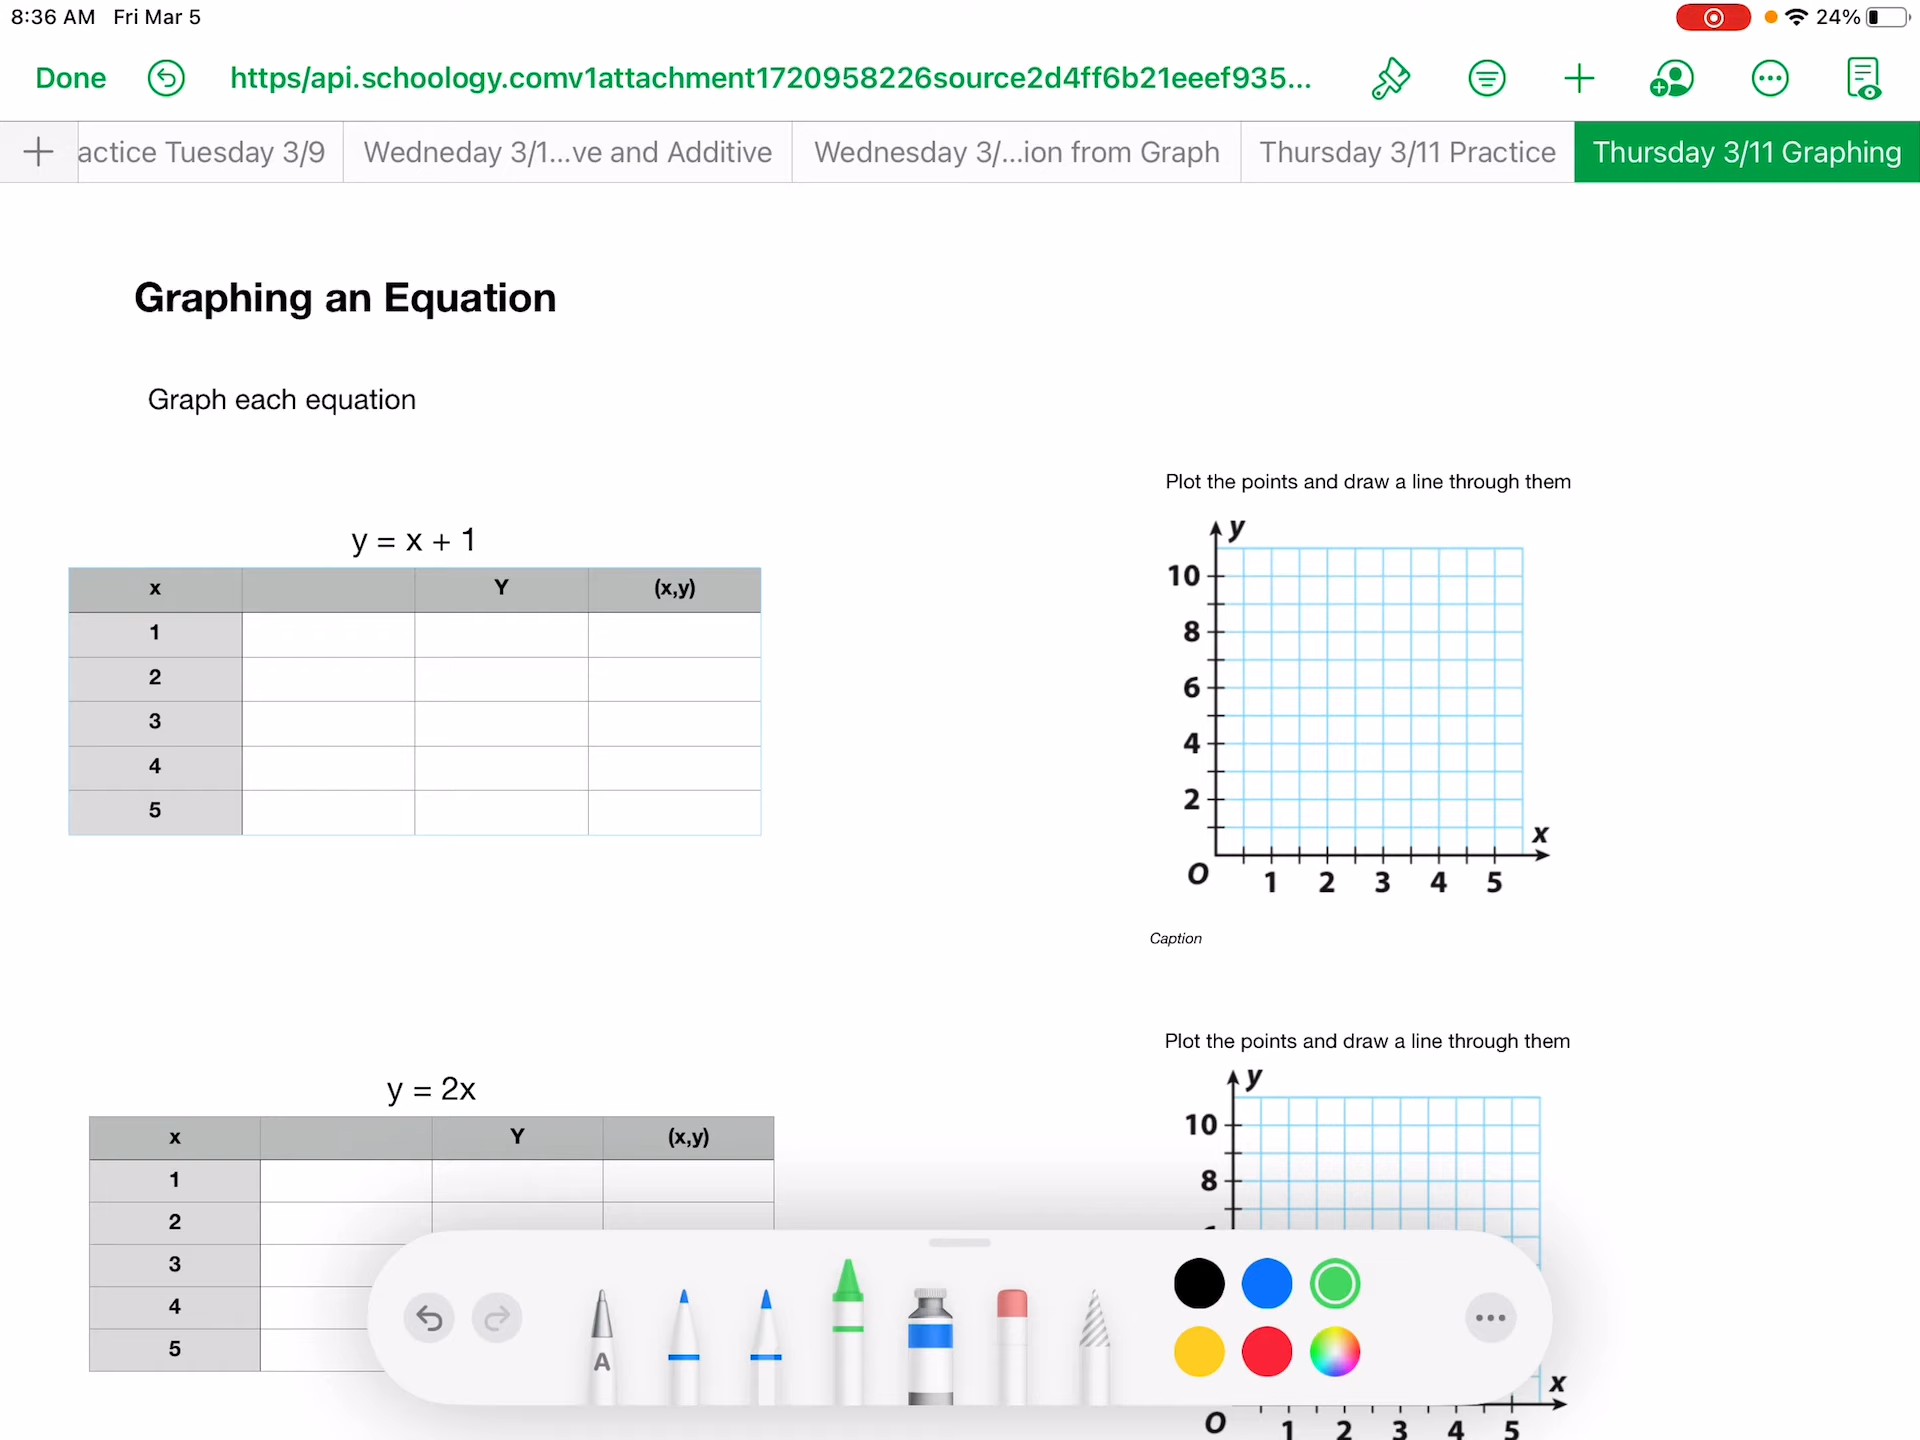 8:36 AM Fri Mar 5
24%
Done https/api.schoology.comv1attachment1720958226source2d4ff6b21eeef935...
actice Tuesday 3/9 Wedneday 3/1...ve and Additive Wednesday 3/...ion from Graph Thursday 3/11 Practice Thursday 3/11 Graphing
Graphing an Equation
Graph each equation
y = x + 1
x Y (x,y)
1
2
3
4
5
Plot the points and draw a line through them
y
10
8
6
4
2
x
O 1 2 3 4 5
Caption
y = 2x
x Y (x,y)
1
2
3
4
5
Plot the points and draw a line through them
y
10
8
x
O 1 2 3 4 5
A